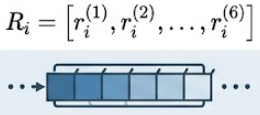 R_i = [r_i^{(1)}, r_i^{(2)}, ..., r_i^{(6)}]